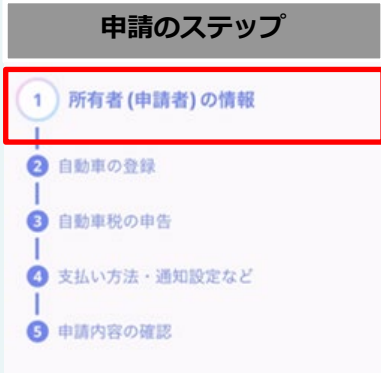 申請のステップ
1 所有者(申請者)の情報
2 自動車の登録
3 自動車税の申告
4 支払い方法・通知設定など
5 申請内容の確認